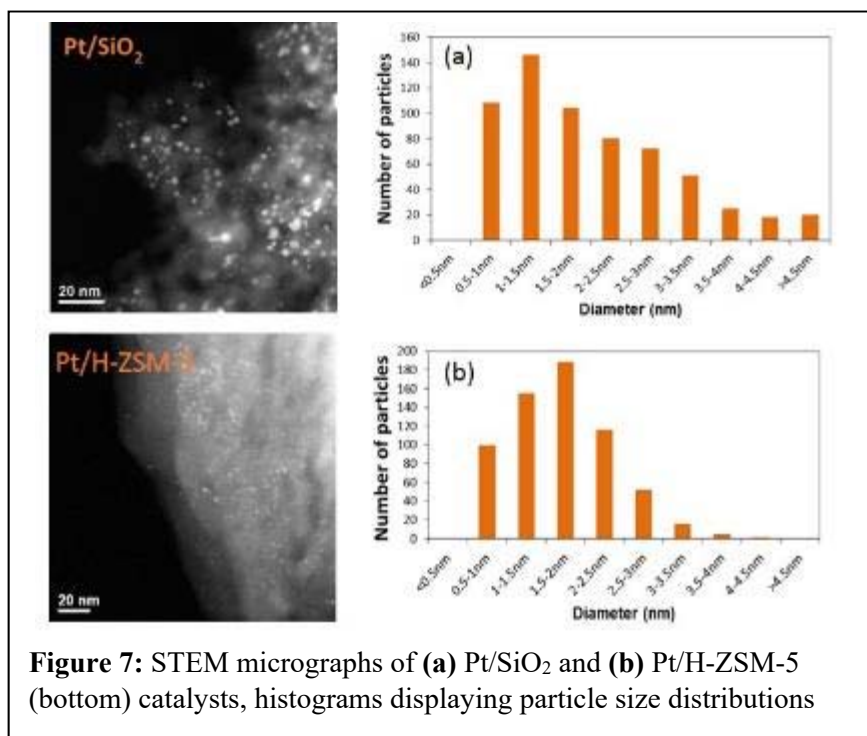 Pt/SiO₂
20 nm
(a)
Number of particles
160
140
120
100
80
60
40
20
0
<0.5nm
0.5-1nm
1-1.5nm
1.5-2nm
2-2.5nm
2.5-3nm
3-3.5nm
3.5-4nm
4-4.5nm
>4.5nm
Diameter (nm)
Pt/H-ZSM-5
20 nm
(b)
Number of particles
200
180
160
140
120
100
80
60
40
20
0
<0.5nm
0.5-1nm
1-1.5nm
1.5-2nm
2-2.5nm
2.5-3nm
3-3.5nm
3.5-4nm
4-4.5nm
>4.5nm
Diameter (nm)
Figure 7: STEM micrographs of (a) Pt/SiO₂ and (b) Pt/H-ZSM-5
(bottom) catalysts, histograms displaying particle size distributions